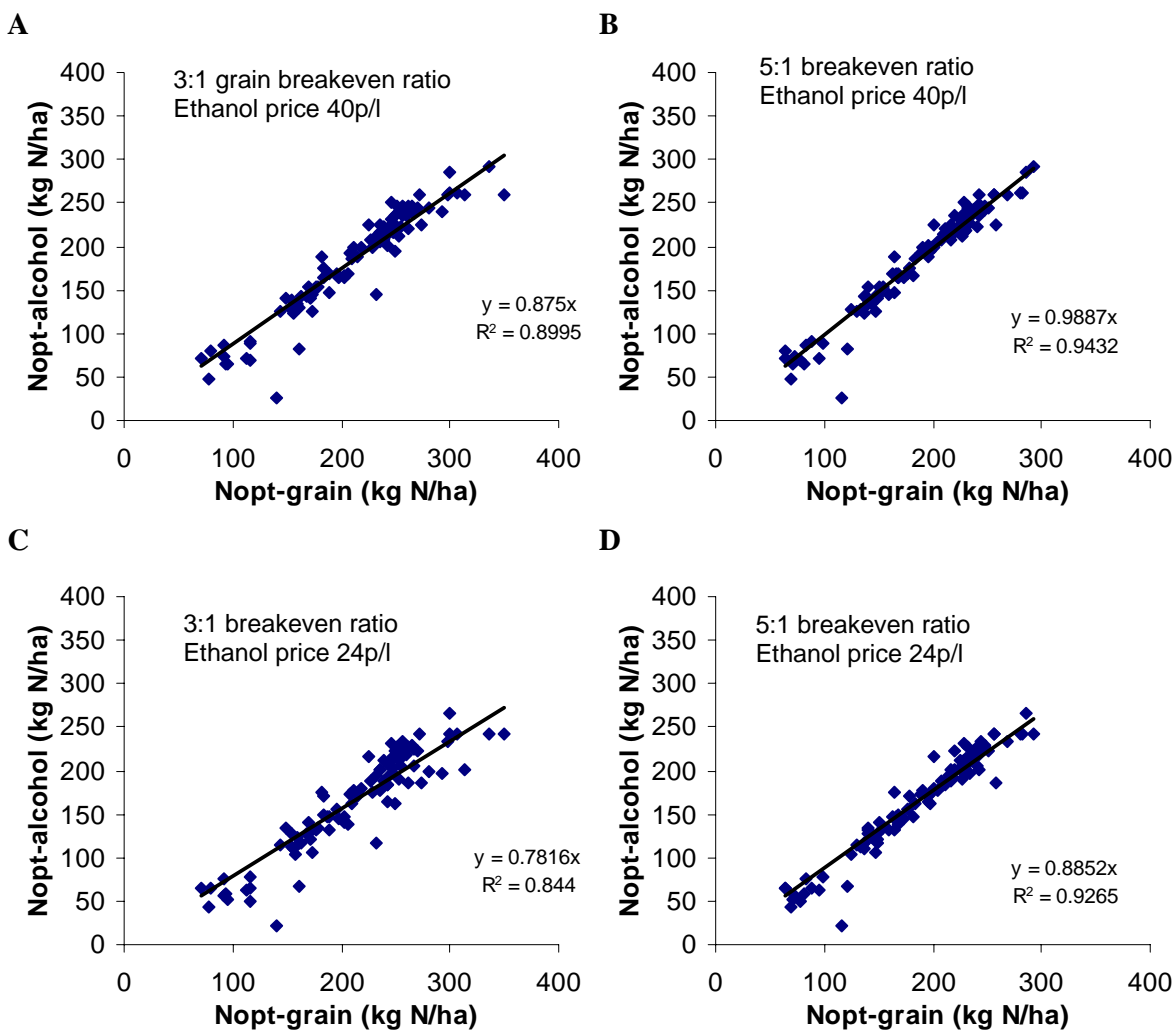 A
3:1 grain breakeven ratio
Ethanol price 40p/l
Nopt-alcohol (kg N/ha)
400
350
300
250
200
150
100
50
0
y = 0.875x
R² = 0.8995
0 100 200 300 400
Nopt-grain (kg N/ha)
B
5:1 breakeven ratio
Ethanol price 40p/l
Nopt-alcohol (kg N/ha)
400
350
300
250
200
150
100
50
0
y = 0.9887x
R² = 0.9432
0 100 200 300 400
Nopt-grain (kg N/ha)
C
3:1 breakeven ratio
Ethanol price 24p/l
Nopt-alcohol (kg N/ha)
400
350
300
250
200
150
100
50
0
y = 0.7816x
R² = 0.844
0 100 200 300 400
Nopt-grain (kg N/ha)
D
5:1 breakeven ratio
Ethanol price 24p/l
Nopt-alcohol (kg N/ha)
400
350
300
250
200
150
100
50
0
y = 0.8852x
R² = 0.9265
0 100 200 300 400
Nopt-grain (kg N/ha)